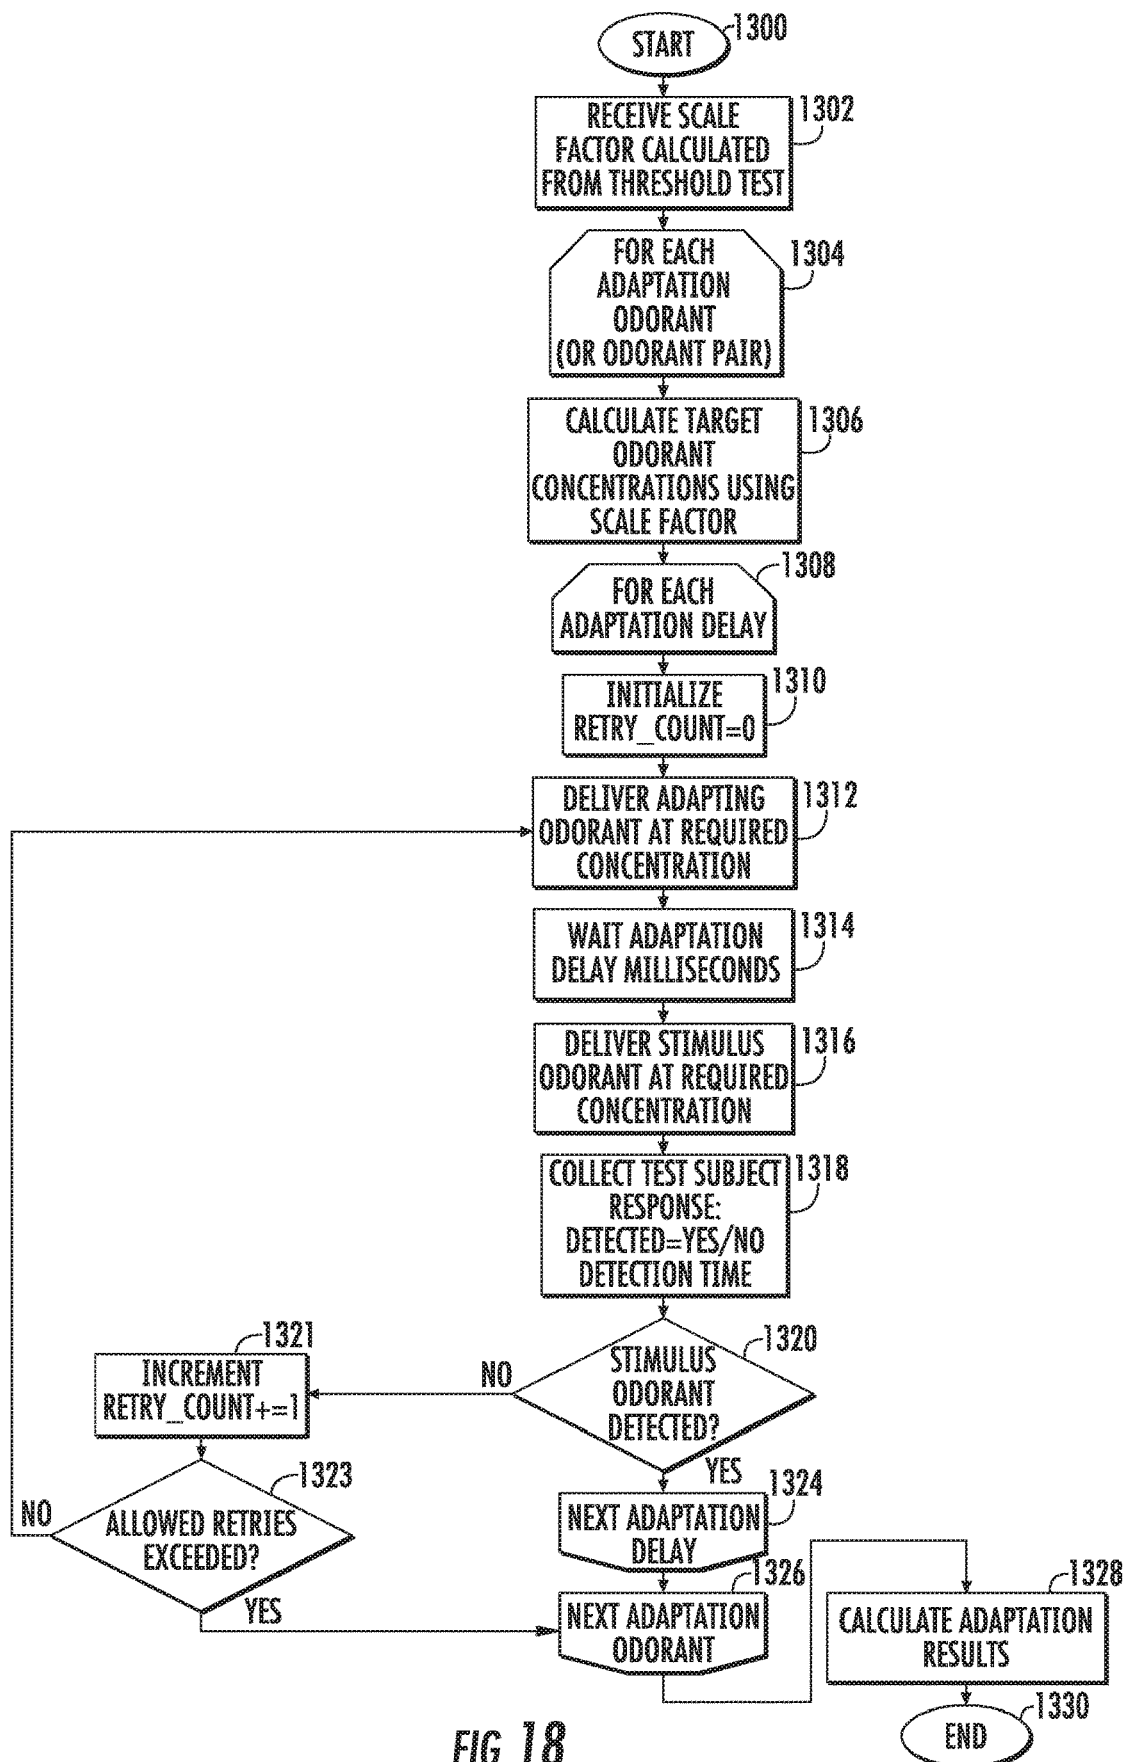 START
1300
RECEIVE SCALE
FACTOR CALCULATED
FROM THRESHOLD TEST
1302
FOR EACH
ADAPTATION
ODORANT
(OR ODORANT PAIR)
1304
CALCULATE TARGET
ODORANT
CONCENTRATIONS USING
SCALE FACTOR
1306
FOR EACH
ADAPTATION DELAY
1308
INITIALIZE
RETRY_COUNT=0
1310
DELIVER ADAPTING
ODORANT AT REQUIRED
CONCENTRATION
1312
WAIT ADAPTATION
DELAY MILLISECONDS
1314
DELIVER STIMULUS
ODORANT AT REQUIRED
CONCENTRATION
1316
COLLECT TEST SUBJECT
RESPONSE:
DETECTED=YES/NO
DETECTION TIME
1318
STIMULUS
ODORANT
DETECTED?
1320
NO
YES
INCREMENT
RETRY_COUNT+=1
1321
ALLOWED RETRIES
EXCEEDED?
1323
NO
YES
NEXT ADAPTATION
DELAY
1324
NEXT ADAPTATION
ODORANT
1326
CALCULATE ADAPTATION
RESULTS
1328
END
1330
FIG 18